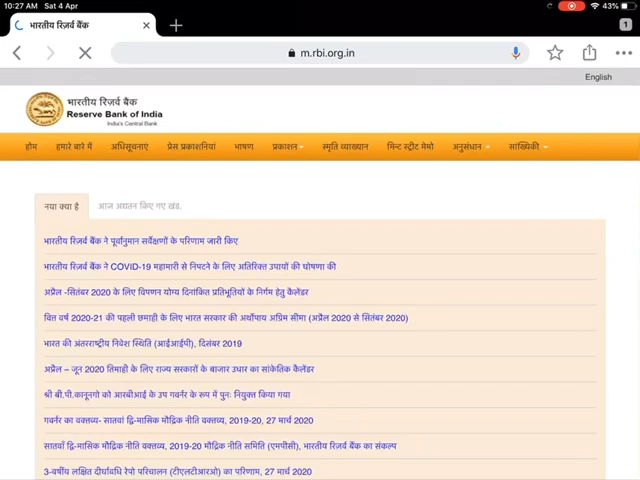 10:27 AM Sat 4 Apr 43%
भारतीय रिज़र्व बैंक 1
m.rbi.org.in
English
भारतीय रिज़र्व बैंक
Reserve Bank of India
India's Central Bank
होम हमारे बारे में अधिसूचनाएं प्रेस प्रकाशनियां भाषण प्रकाशन स्मृति व्याख्यान मिन्ट स्ट्रीट मेमो अनुसंधान सांख्यिकी
नया क्या है आज अद्यतन किए गए खंड.
भारतीय रिज़र्व बैंक ने पूर्वानुमान सर्वेक्षणों के परिणाम जारी किए
भारतीय रिज़र्व बैंक ने COVID-19 महामारी से निपटने के लिए अतिरिक्त उपायों की घोषणा की
अप्रैल -सितंबर 2020 के लिए विपणन योग्य दिनांकित प्रतिभूतियों के निर्गम हेतु कैलेंडर
वित्त वर्ष 2020-21 की पहली छमाही के लिए भारत सरकार की अर्थोपाय अग्रिम सीमा (अप्रैल 2020 से सितंबर 2020)
भारत की अंतरराष्ट्रीय निवेश स्थिति (आईआईपी), दिसंबर 2019
अप्रैल – जून 2020 तिमाही के लिए राज्य सरकारों के बाजार उधार का सांकेतिक कैलेंडर
श्री बी.पी.कानूनगो को आरबीआई के उप गवर्नर के रूप में पुनः नियुक्त किया गया
गवर्नर का वक्तव्य- सातवां द्वि-मासिक मौद्रिक नीति वक्तव्य, 2019-20, 27 मार्च 2020
सातवाँ द्वि-मासिक मौद्रिक नीति वक्तव्य, 2019-20 मौद्रिक नीति समिति (एमपीसी), भारतीय रिज़र्व बैंक का संकल्प
3-वर्षीय लक्षित दीर्घावधि रेपो परिचालन (टीएलटीआरओ) का परिणाम, 27 मार्च 2020